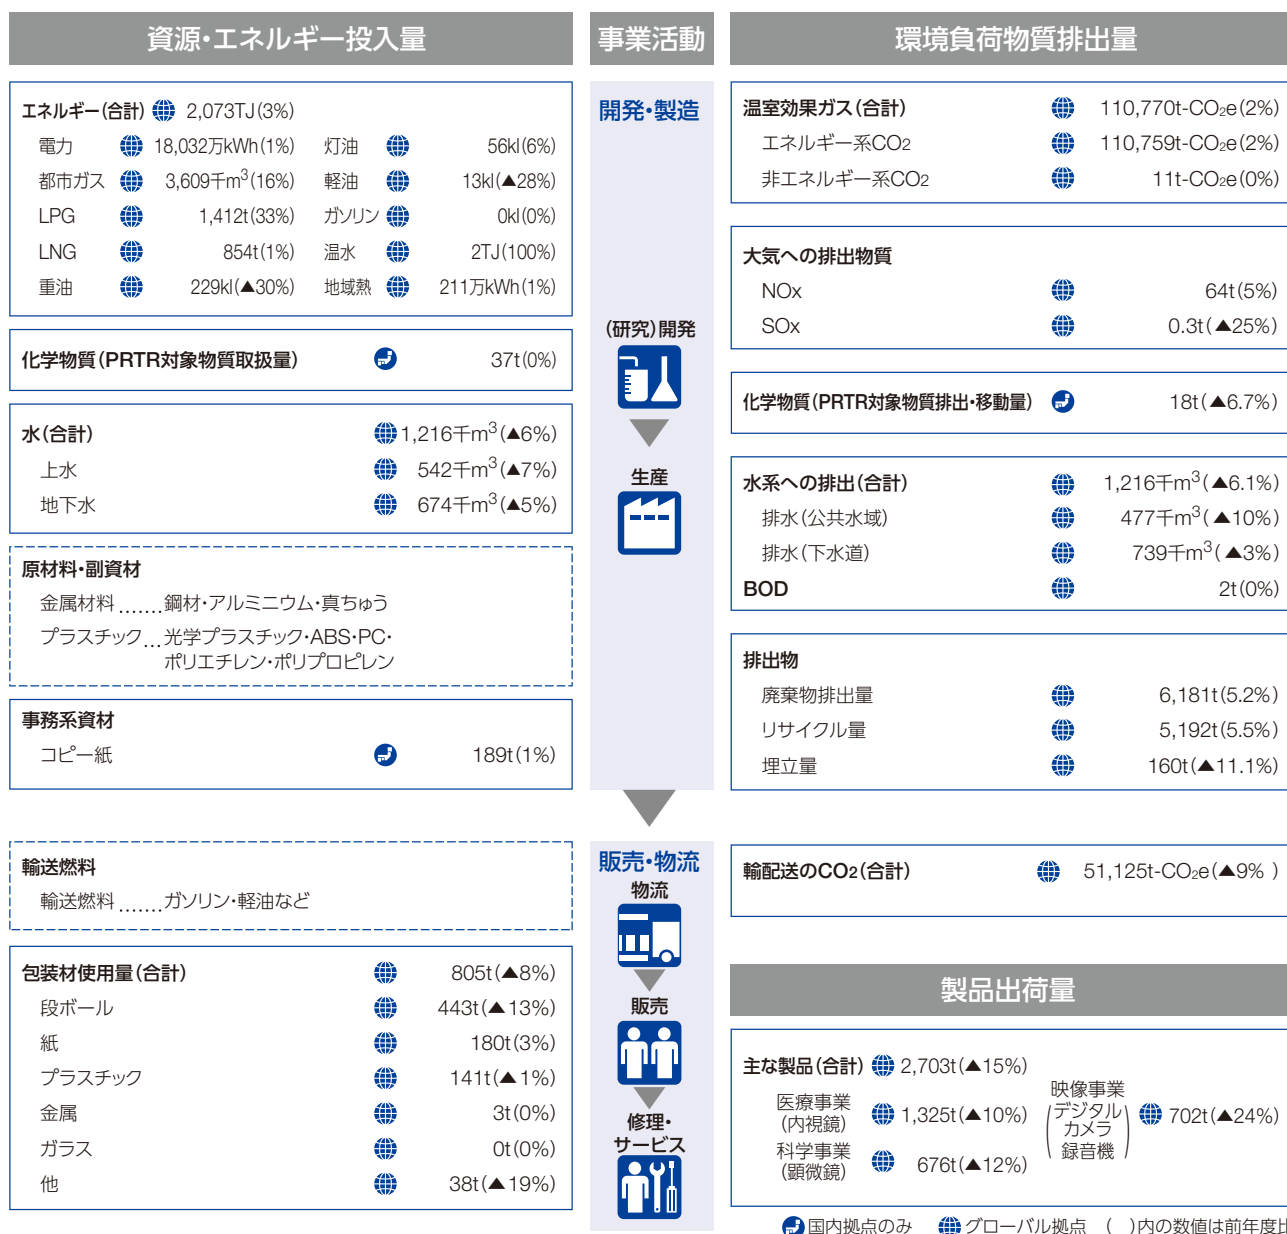 資源・エネルギー投入量
事業活動
環境負荷物質排出量
エネルギー（合計） 2,073TJ(3%)
電力 18,032万kWh(1%) 灯油 56kl(6%)
都市ガス 3,609千m³(16%) 軽油 13kl(▲28%)
LPG 1,412t(33%) ガソリン 0kl(0%)
LNG 854t(1%) 温水 2TJ(100%)
重油 229kl(▲30%) 地域熱 211万kWh(1%)
化学物質（PRTR対象物質取扱量） 37t(0%)
水（合計） 1,216千m³(▲6%)
上水 542千m³(▲7%)
地下水 674千m³(▲5%)
原材料・副資材
金属材料.......鋼材・アルミニウム・真ちゅう
プラスチック...光学プラスチック・ABS・PC・
ポリエチレン・ポリプロピレン
事務系資材
コピー紙 189t(1%)
輸送燃料
輸送燃料.......ガソリン・軽油など
包装材使用量（合計） 805t(▲8%)
段ボール 443t(▲13%)
紙 180t(3%)
プラスチック 141t(▲1%)
金属 3t(0%)
ガラス 0t(0%)
他 38t(▲19%)
開発・製造
（研究）開発
生産
販売・物流
物流
販売
修理・
サービス
温室効果ガス（合計） 110,770t-CO₂e(2%)
エネルギー系CO2 110,759t-CO₂e(2%)
非エネルギー系CO2 11t-CO₂e(0%)
大気への排出物質
NOx 64t(5%)
SOx 0.3t(▲25%)
化学物質（PRTR対象物質排出・移動量） 18t(▲6.7%)
水系への排出（合計） 1,216千m³(▲6.1%)
排水（公共水域） 477千m³(▲10%)
排水（下水道） 739千m³(▲3%)
BOD 2t(0%)
排出物
廃棄物排出量 6,181t(5.2%)
リサイクル量 5,192t(5.5%)
埋立量 160t(▲11.1%)
輸配送のCO2（合計） 51,125t-CO₂e(▲9% )
製品出荷量
主な製品（合計） 2,703t(▲15%)
医療事業
（内視鏡） 1,325t(▲10%)
科学事業
（顕微鏡） 676t(▲12%)
映像事業
（デジタル
カメラ
録音機） 702t(▲24%)
国内拠点のみ グローバル拠点 （ ）内の数値は前年度比